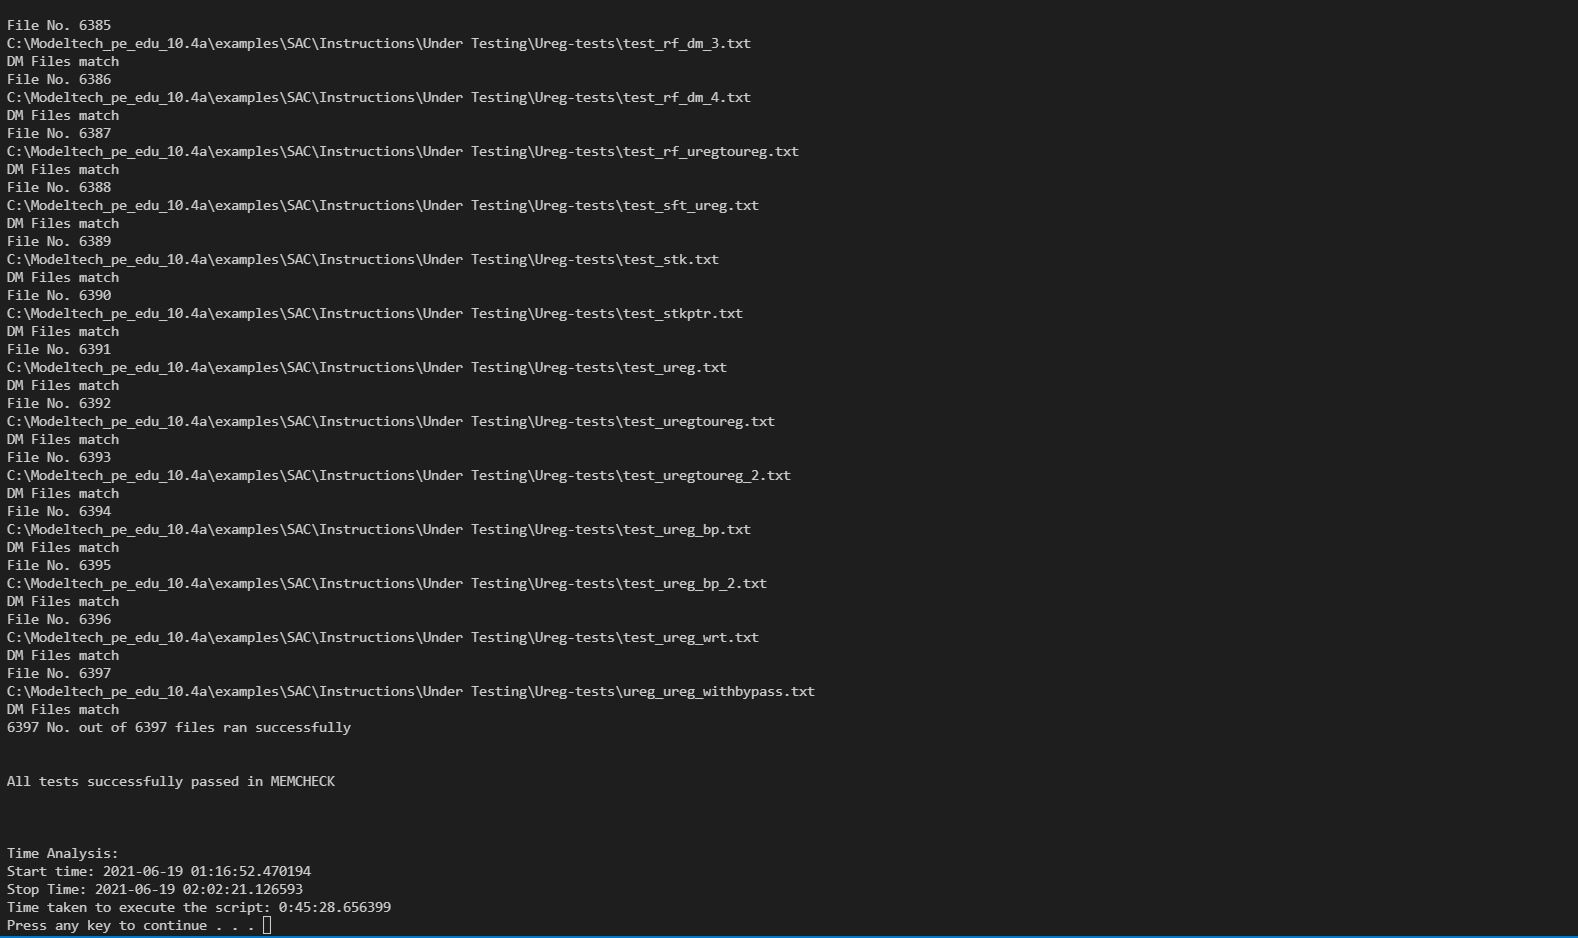 File No. 6385
C:\Modeltech_pe_edu_10.4a\examples\SAC\Instructions\Under Testing\Ureg-tests\test_rf_dm_3.txt
DM Files match
File No. 6386
C:\Modeltech_pe_edu_10.4a\examples\SAC\Instructions\Under Testing\Ureg-tests\test_rf_dm_4.txt
DM Files match
File No. 6387
C:\Modeltech_pe_edu_10.4a\examples\SAC\Instructions\Under Testing\Ureg-tests\test_rf_uregtoureg.txt
DM Files match
File No. 6388
C:\Modeltech_pe_edu_10.4a\examples\SAC\Instructions\Under Testing\Ureg-tests\test_sft_ureg.txt
DM Files match
File No. 6389
C:\Modeltech_pe_edu_10.4a\examples\SAC\Instructions\Under Testing\Ureg-tests\test_stk.txt
DM Files match
File No. 6390
C:\Modeltech_pe_edu_10.4a\examples\SAC\Instructions\Under Testing\Ureg-tests\test_stkptr.txt
DM Files match
File No. 6391
C:\Modeltech_pe_edu_10.4a\examples\SAC\Instructions\Under Testing\Ureg-tests\test_ureg.txt
DM Files match
File No. 6392
C:\Modeltech_pe_edu_10.4a\examples\SAC\Instructions\Under Testing\Ureg-tests\test_uregtoureg.txt
DM Files match
File No. 6393
C:\Modeltech_pe_edu_10.4a\examples\SAC\Instructions\Under Testing\Ureg-tests\test_uregtoureg_2.txt
DM Files match
File No. 6394
C:\Modeltech_pe_edu_10.4a\examples\SAC\Instructions\Under Testing\Ureg-tests\test_ureg_bp.txt
DM Files match
File No. 6395
C:\Modeltech_pe_edu_10.4a\examples\SAC\Instructions\Under Testing\Ureg-tests\test_ureg_bp_2.txt
DM Files match
File No. 6396
C:\Modeltech_pe_edu_10.4a\examples\SAC\Instructions\Under Testing\Ureg-tests\test_ureg_wrt.txt
DM Files match
File No. 6397
C:\Modeltech_pe_edu_10.4a\examples\SAC\Instructions\Under Testing\Ureg-tests\ureg_ureg_withbypass.txt
DM Files match
6397 No. out of 6397 files ran successfully
All tests successfully passed in MEMCHECK
Time Analysis:
Start time: 2021-06-19 01:16:52.470194
Stop Time: 2021-06-19 02:02:21.126593
Time taken to execute the script: 0:45:28.656399
Press any key to continue . . .